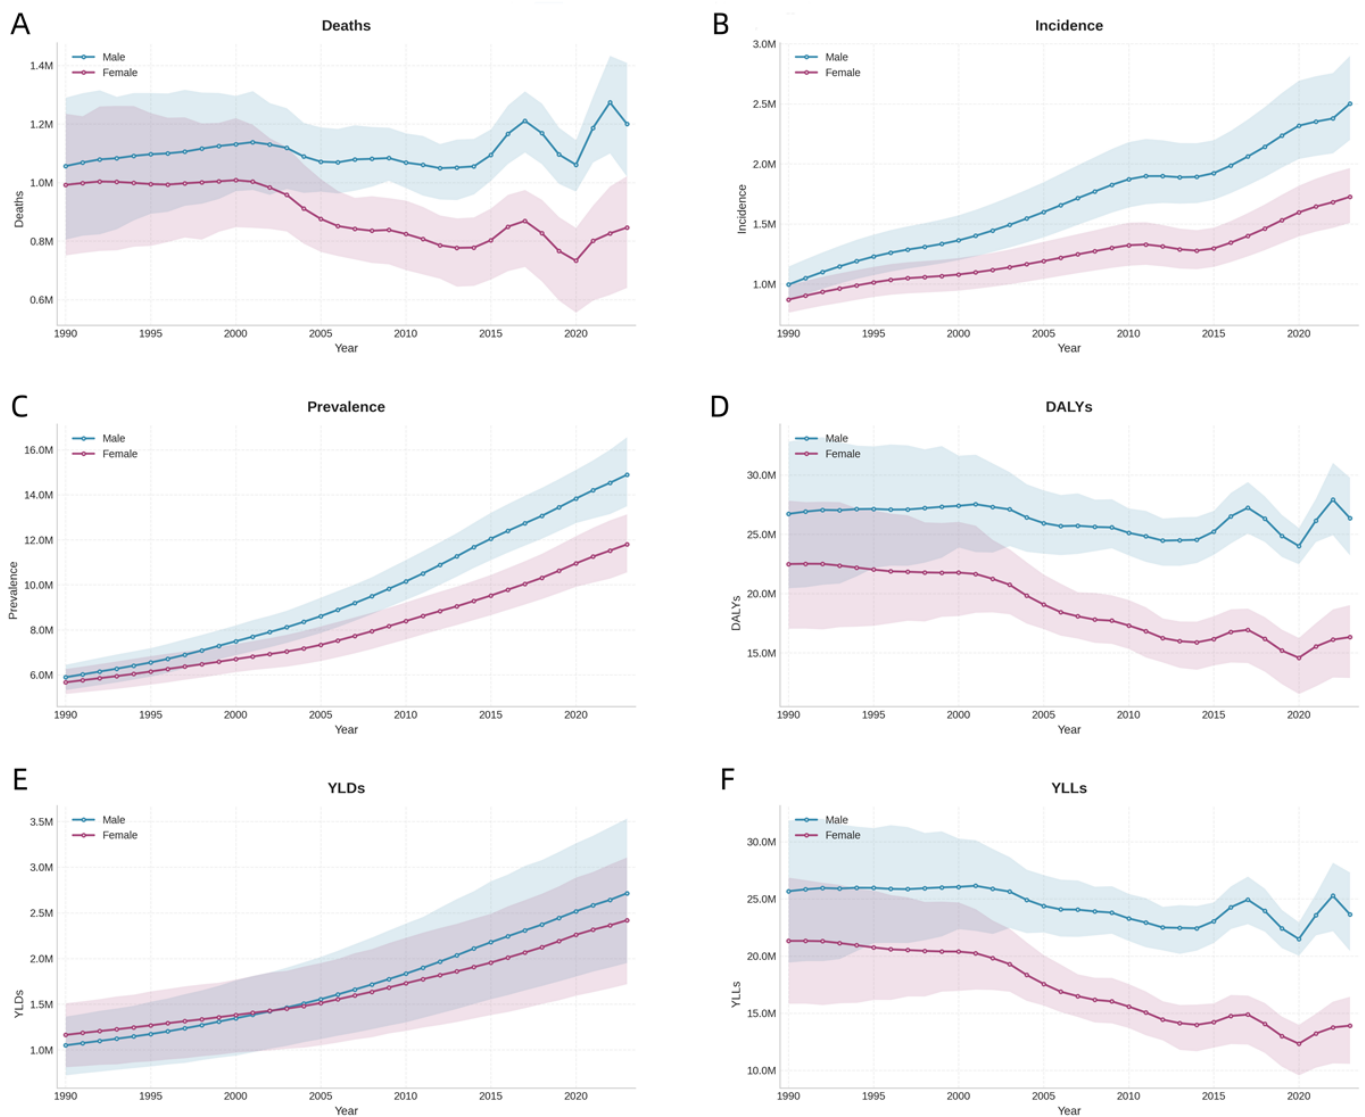 A
Deaths
Male
Female
1.4M
1.2M
1.0M
0.8M
0.6M
Deaths
1990 1995 2000 2005 2010 2015 2020
Year
B
Incidence
Male
Female
3.0M
2.5M
2.0M
1.5M
1.0M
Incidence
1990 1995 2000 2005 2010 2015 2020
Year
C
Prevalence
Male
Female
16.0M
14.0M
12.0M
10.0M
8.0M
6.0M
Prevalence
1990 1995 2000 2005 2010 2015 2020
Year
D
DALYs
Male
Female
30.0M
25.0M
20.0M
15.0M
DALYs
1990 1995 2000 2005 2010 2015 2020
Year
E
YLDs
Male
Female
3.5M
3.0M
2.5M
2.0M
1.5M
1.0M
YLDs
1990 1995 2000 2005 2010 2015 2020
Year
F
YLLs
Male
Female
30.0M
25.0M
20.0M
15.0M
10.0M
YLLs
1990 1995 2000 2005 2010 2015 2020
Year